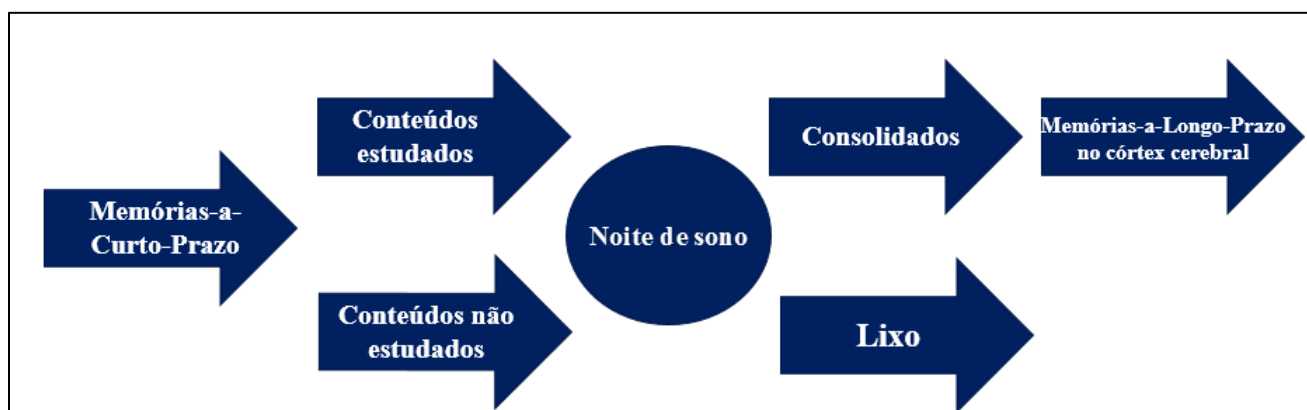 Memórias-a-
Curto-Prazo
Conteúdos
estudados
Conteúdos não
estudados
Noite de sono
Consolidados
Memórias-a-Longo-Prazo
no córtex cerebral
Lixo